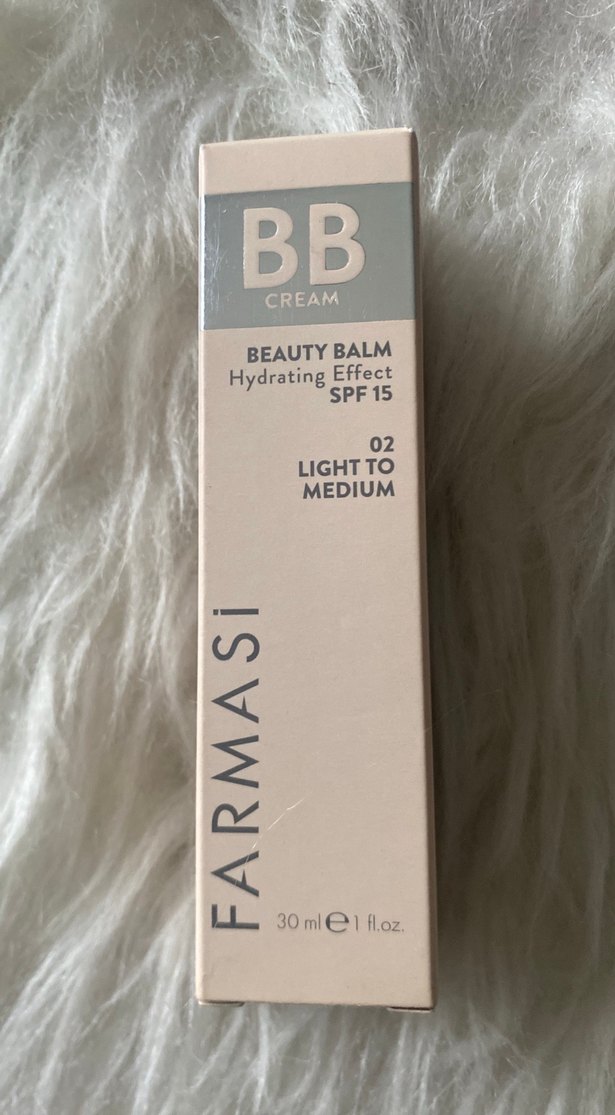 BB
CREAM
BEAUTY BALM
Hydrating Effect
SPF 15
02
LIGHT TO
MEDIUM
FARMASi
30 ml ℮ 1 fl.oz.